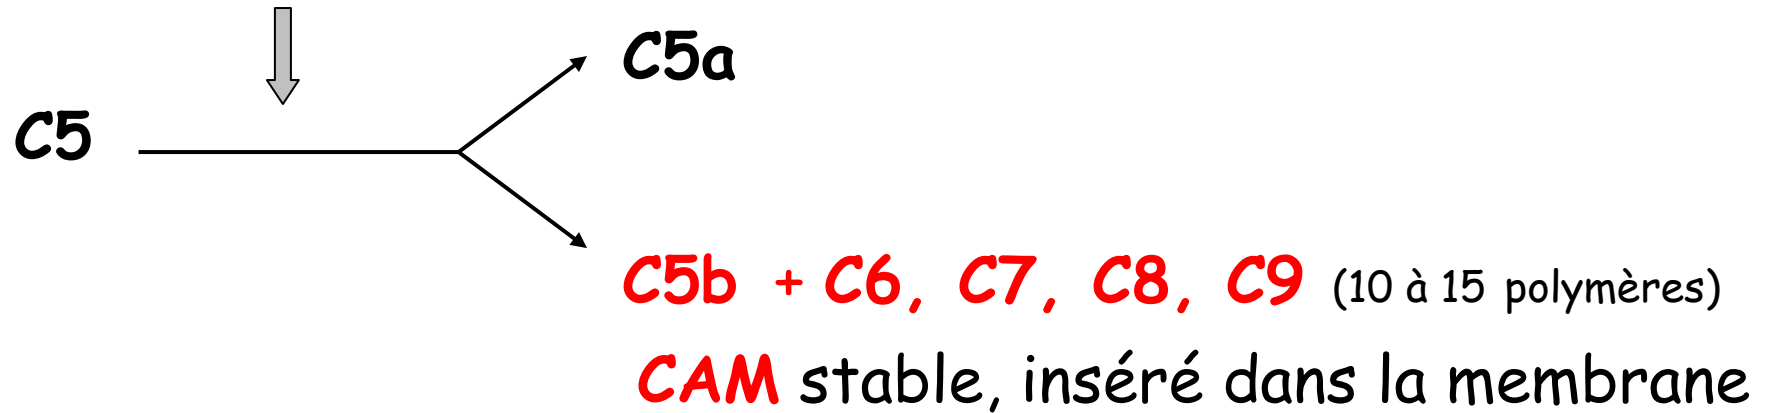 C5a
C5
C5b + C6, C7, C8, C9 (10 à 15 polymères)
CAM stable, inséré dans la membrane